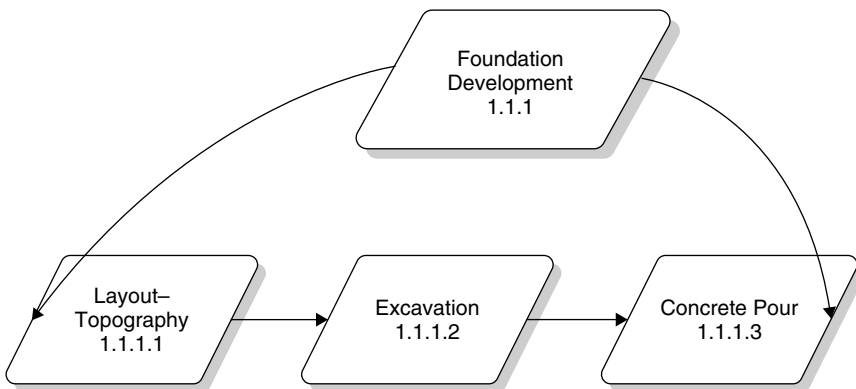 Foundation
Development
1.1.1
Layout–
Topography
1.1.1.1
Excavation
1.1.1.2
Concrete Pour
1.1.1.3